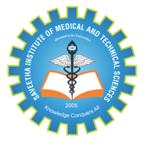 SAVEETHA INSTITUTE OF MEDICAL AND TECHNICAL SCIENCES
2005
Knowledge Conquers All